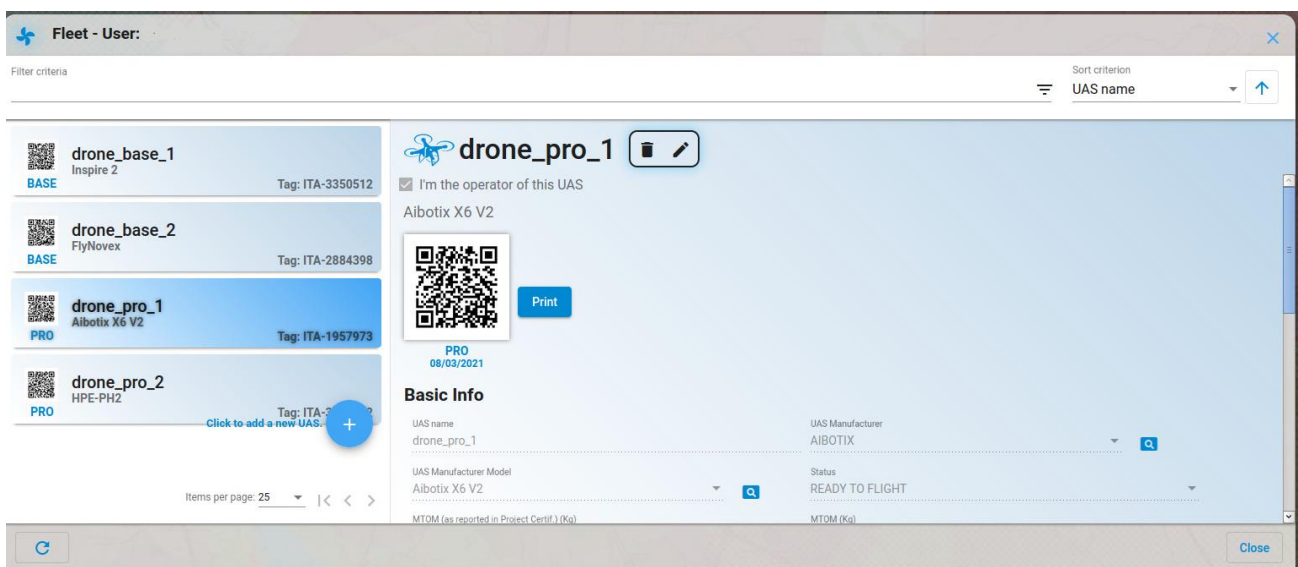 Fleet - User:
Filter criteria
Sort criterion
UAS name
drone_base_1
Inspire 2
BASE
Tag: ITA-3350512
drone_base_2
FlyNovex
BASE
Tag: ITA-2884398
drone_pro_1
Aibotix X6 V2
PRO
Tag: ITA-1957973
drone_pro_2
HPE-PH2
PRO
Tag:
Click to add a new UAS.
Items per page: 25
drone_pro_1
I'm the operator of this UAS
Aibotix X6 V2
Print
PRO
08/03/2021
Basic Info
UAS name
drone_pro_1
UAS Manufacturer
AIBOTIX
UAS Manufacturer Model
Aibotix X6 V2
Status
READY TO FLIGHT
MTOM (as reported in Project Certif.) (Kg)
MTOM (Kg)
Close